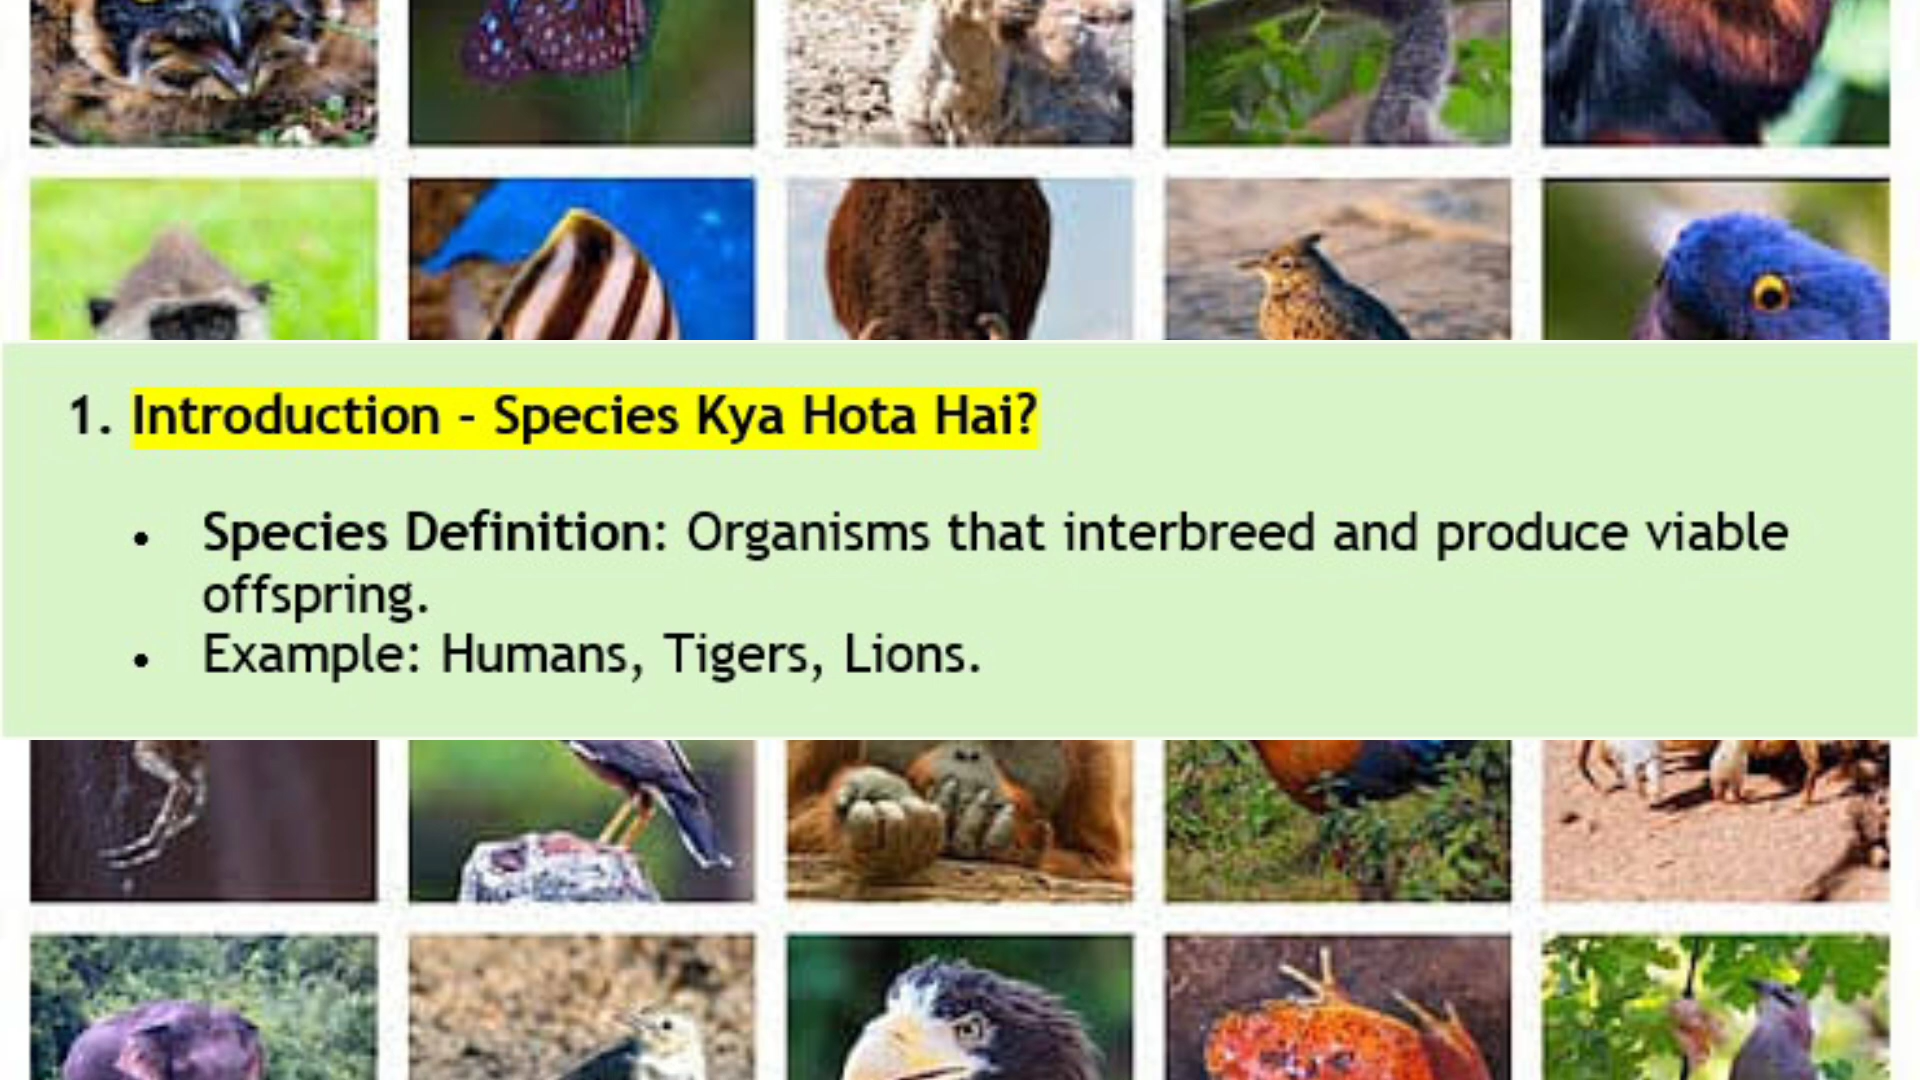 1. Introduction - Species Kya Hota Hai?
• Species Definition: Organisms that interbreed and produce viable
offspring.
• Example: Humans, Tigers, Lions.